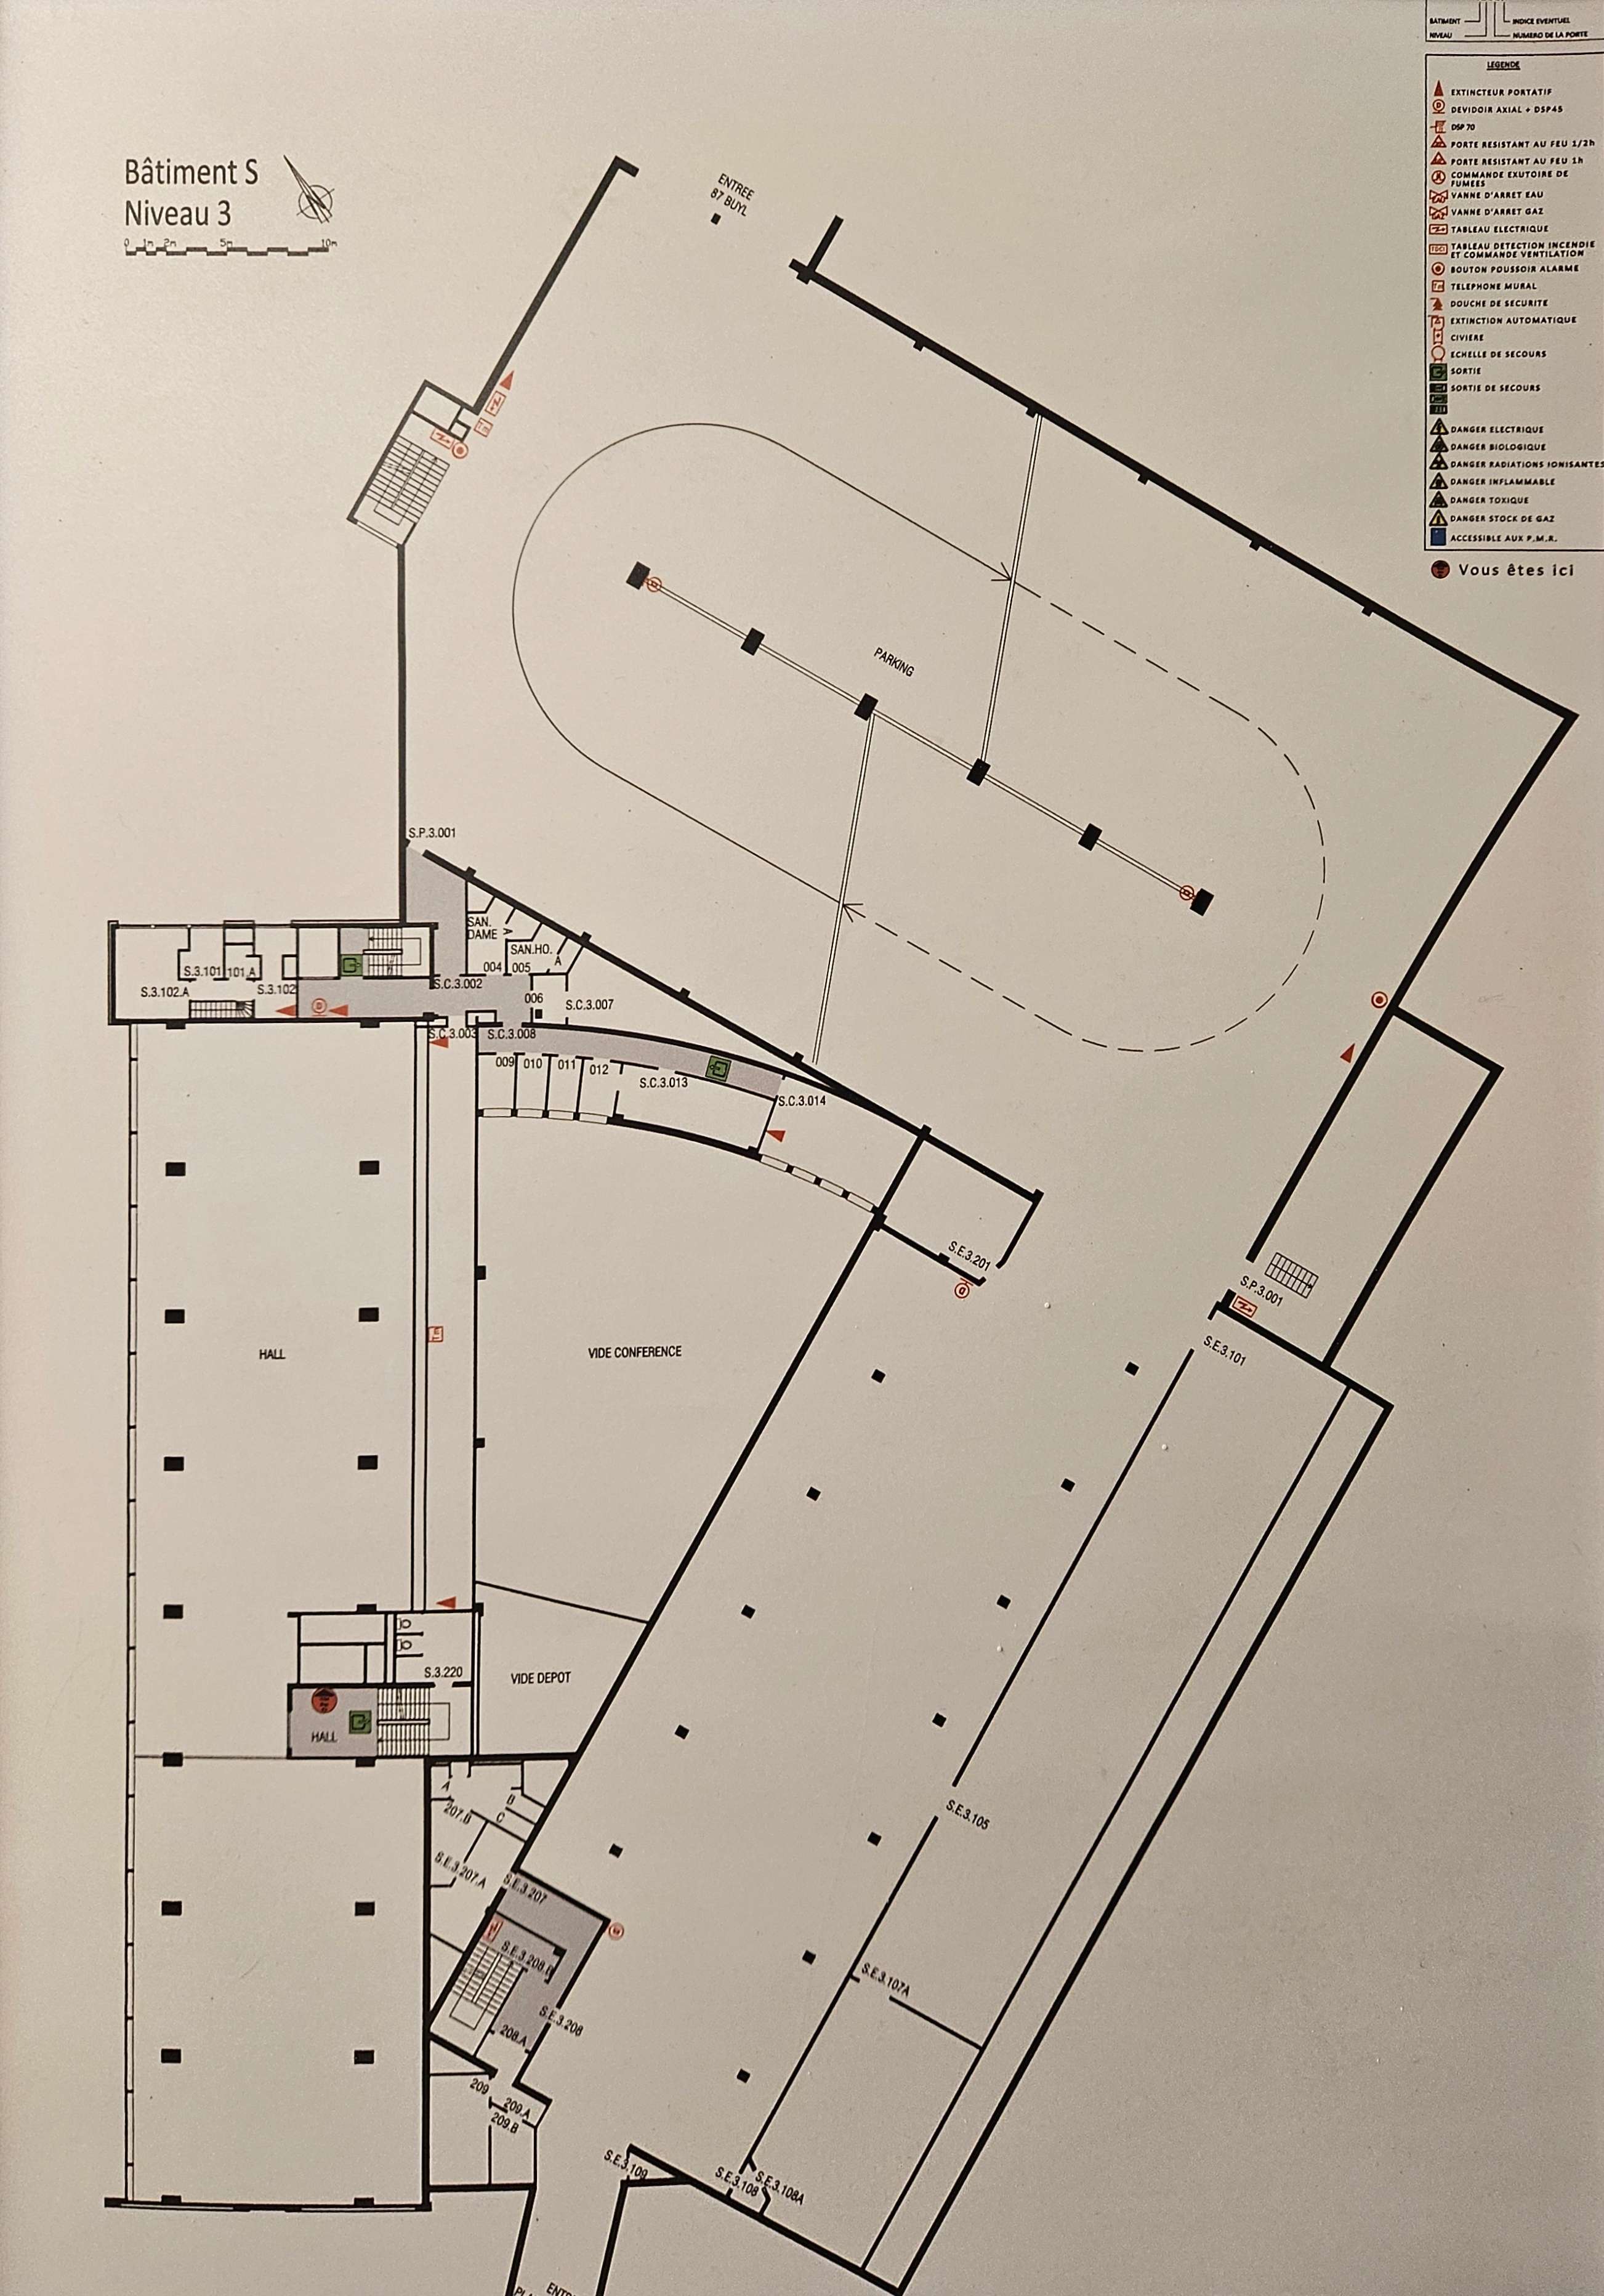 BATIMENT
NIVEAU
INDICE EVENTUEL
NUMERO DE LA PORTE
LEGENDE
EXTINCTEUR PORTATIF
DEVIDOIR AXIAL + DSP45
DSP 70
PORTE RESISTANT AU FEU 1/2h
PORTE RESISTANT AU FEU 1h
COMMANDE EXUTOIRE DE
FUMEES
VANNE D'ARRET EAU
VANNE D'ARRET GAZ
TABLEAU ELECTRIQUE
TABLEAU DETECTION INCENDIE
ET COMMANDE VENTILATION
BOUTON POUSSOIR ALARME
TELEPHONE MURAL
DOUCHE DE SECURITE
EXTINCTION AUTOMATIQUE
CIVIERE
ECHELLE DE SECOURS
SORTIE
SORTIE DE SECOURS
DANGER ELECTRIQUE
DANGER BIOLOGIQUE
DANGER RADIATIONS IONISANTES
DANGER INFLAMMABLE
DANGER TOXIQUE
DANGER STOCK DE GAZ
ACCESSIBLE AUX P.M.R.
Vous êtes ici
Bâtiment S
Niveau 3
0 1m 2m 5m 10m
ENTREE
87 BUYL
PARKING
S.P.3.001
SAN.
DAME
A
SAN.HO.
A
004
005
S.3.101
101.A
S.3.102
S.3.102.A
S.C.3.002
006
S.C.3.007
S.C.3.003
S.C.3.008
009
010
011
012
S.C.3.013
S.C.3.014
S.E.3.201
S.P.3.001
S.E.3.101
HALL
VIDE CONFERENCE
S.3.220
VIDE DEPOT
HALL
A
B
207.B
C
S.E.3.105
S.E.3.207.A
S.E.3.207
S.E.3.208.B
S.E.3.107A
S.E.3.208
208.A
209
209.A
209.B
S.E.3.109
S.E.3.108
S.E.3.108A